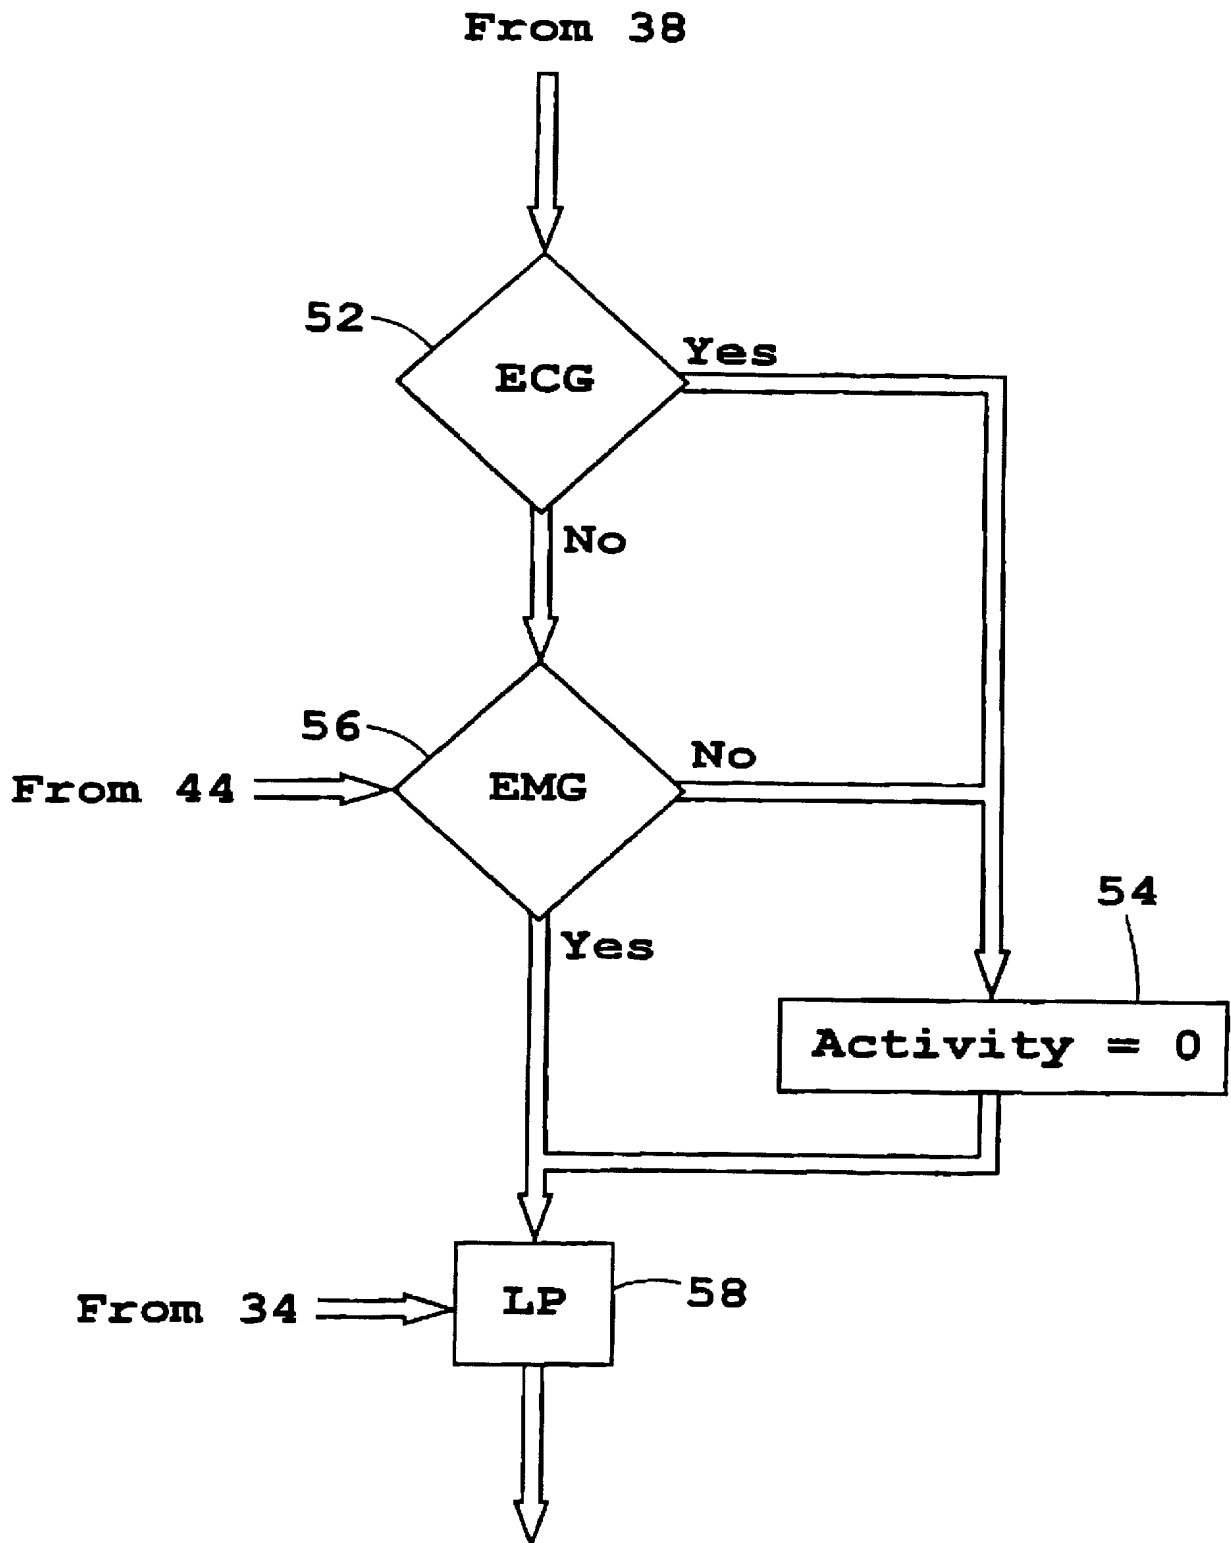 From 38
52
ECG
Yes
No
56
From 44
EMG
No
54
Yes
Activity = 0
From 34
LP
58